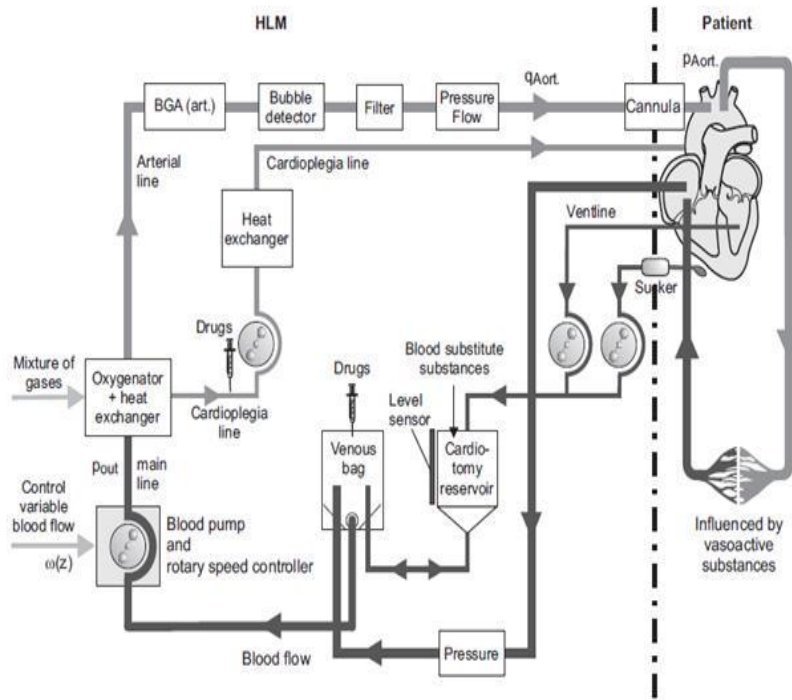 HLM
Patient
BGA (art.)
Bubble
detector
Filter
Pressure
Flow
qAort.
Cannula
pAort.
Arterial
line
Cardioplegia line
Heat
exchanger
Ventline
Sucker
Drugs
Mixture of
gases
Oxygenator
+ heat
exchanger
Cardioplegia
line
Drugs
Blood substitute
substances
Level
sensor
Venous
bag
Cardio-
tomy
reservoir
pout
main
line
Control
variable
blood flow
ω(z)
Blood pump
and
rotary speed controller
Influenced by
vasoactive
substances
Blood flow
Pressure